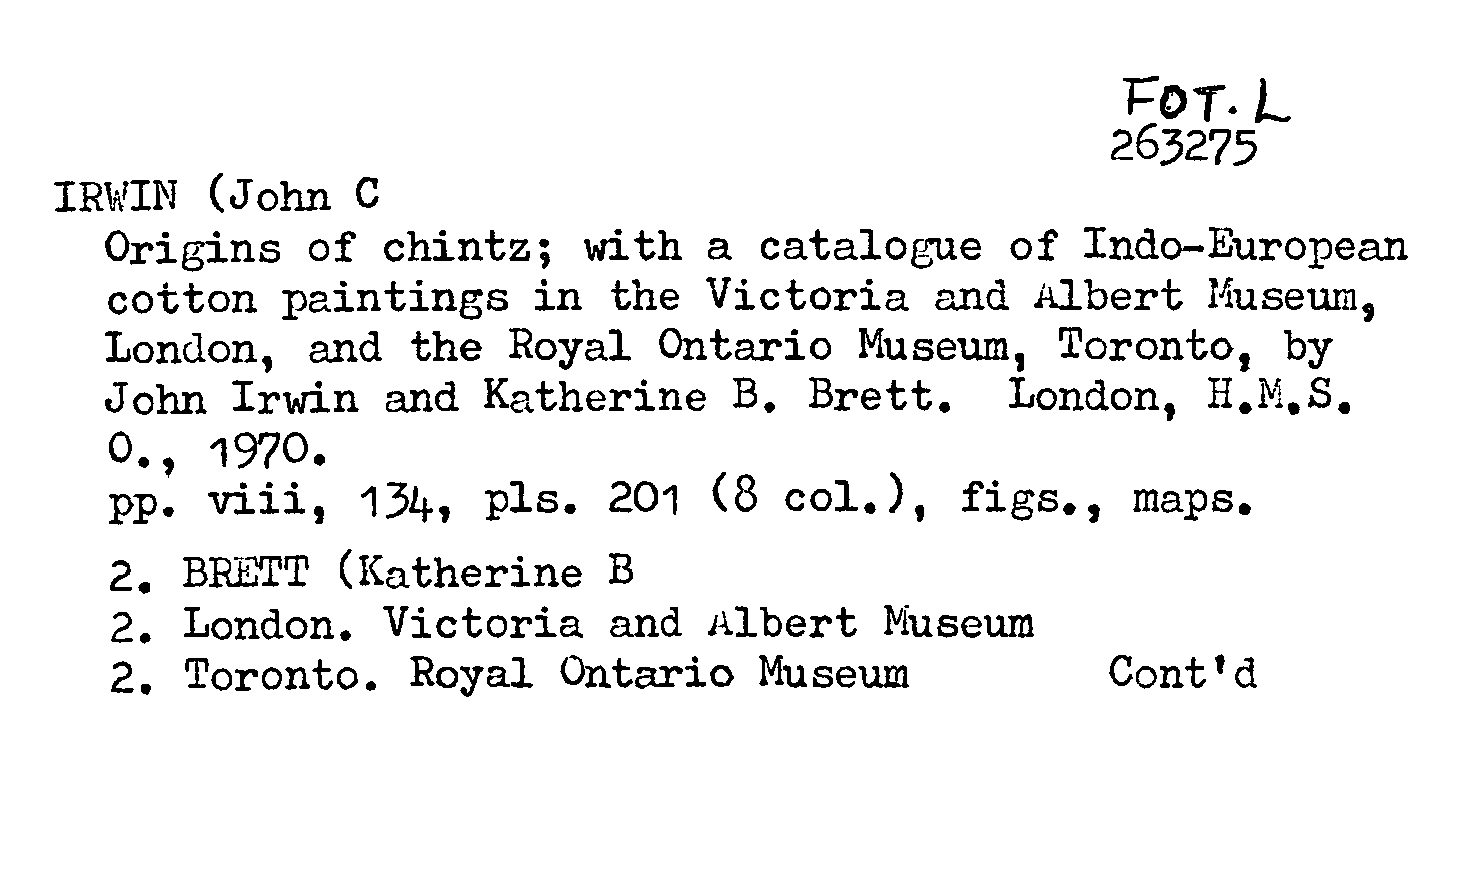 FOT. L
263275
IRWIN (John C
Origins of chintz; with a catalogue of Indo-European
cotton paintings in the Victoria and Albert Museum,
London, and the Royal Ontario Museum, Toronto, by
John Irwin and Katherine B. Brett. London, H.M.S.
O., 1970.
pp. viii, 134, pls. 201 (8 col.), figs., maps.
2. BRETT (Katherine B
2. London. Victoria and Albert Museum
2. Toronto. Royal Ontario Museum Cont'd